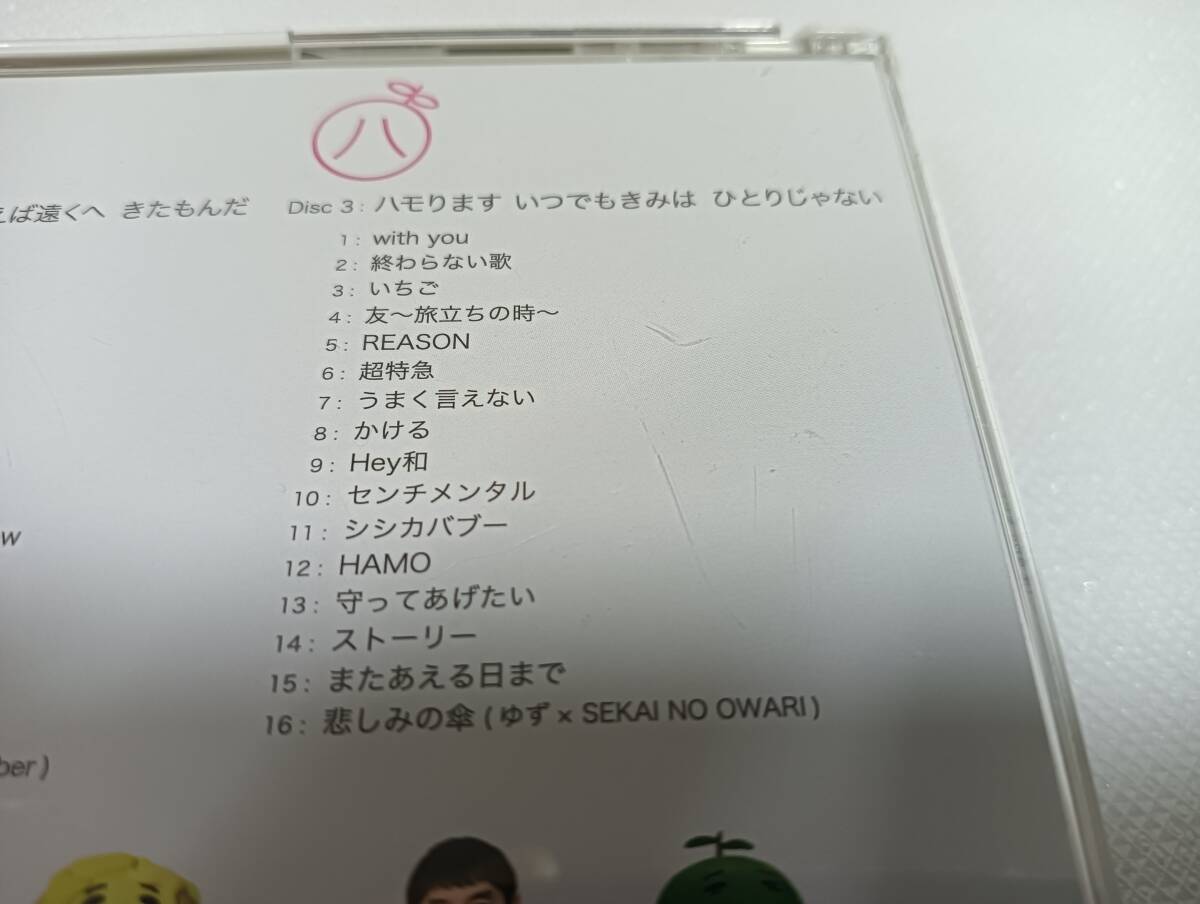 ハ
えば遠くへ きたもんだ
Disc 3 : ハモります いつでもきみは ひとりじゃない
1 : with you
2 : 終わらない歌
3 : いちご
4 : 友〜旅立ちの時〜
5 : REASON
6 : 超特急
7 : うまく言えない
8 : かける
9 : Hey和
10 : センチメンタル
11 : シシカバブー
12 : HAMO
13 : 守ってあげたい
14 : ストーリー
15 : またあえる日まで
16 : 悲しみの傘 ( ゆず × SEKAI NO OWARI )
w
ber )